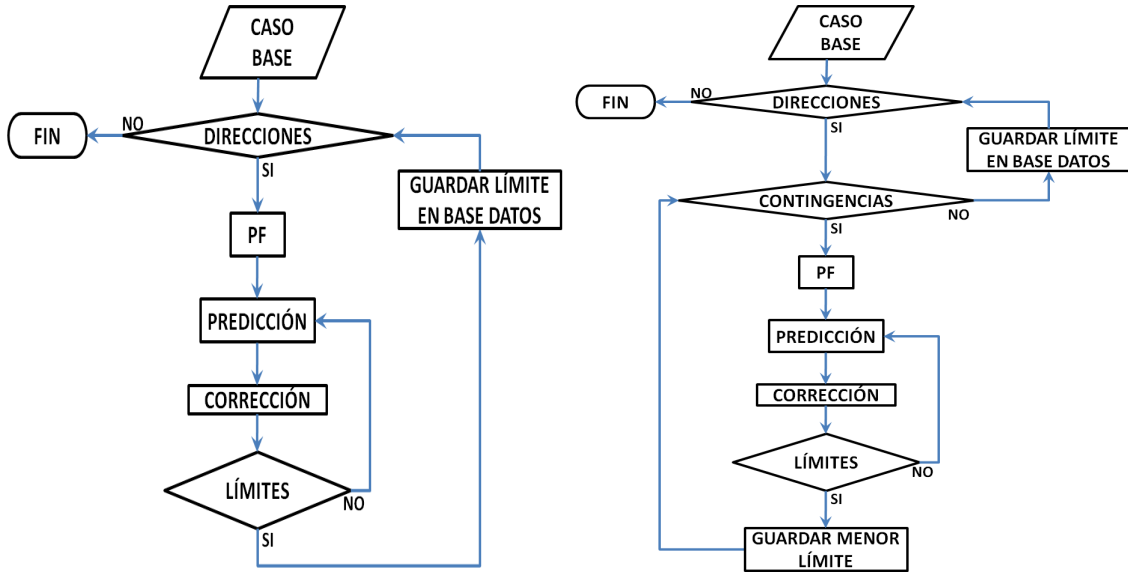 CASO
BASE
FIN
NO
DIRECCIONES
SI
GUARDAR LÍMITE
EN BASE DATOS
PF
PREDICCIÓN
CORRECCIÓN
LÍMITES
NO
SI
CASO
BASE
FIN
NO
DIRECCIONES
SI
GUARDAR LÍMITE
EN BASE DATOS
CONTINGENCIAS
NO
SI
PF
PREDICCIÓN
CORRECCIÓN
LÍMITES
NO
SI
GUARDAR MENOR
LÍMITE